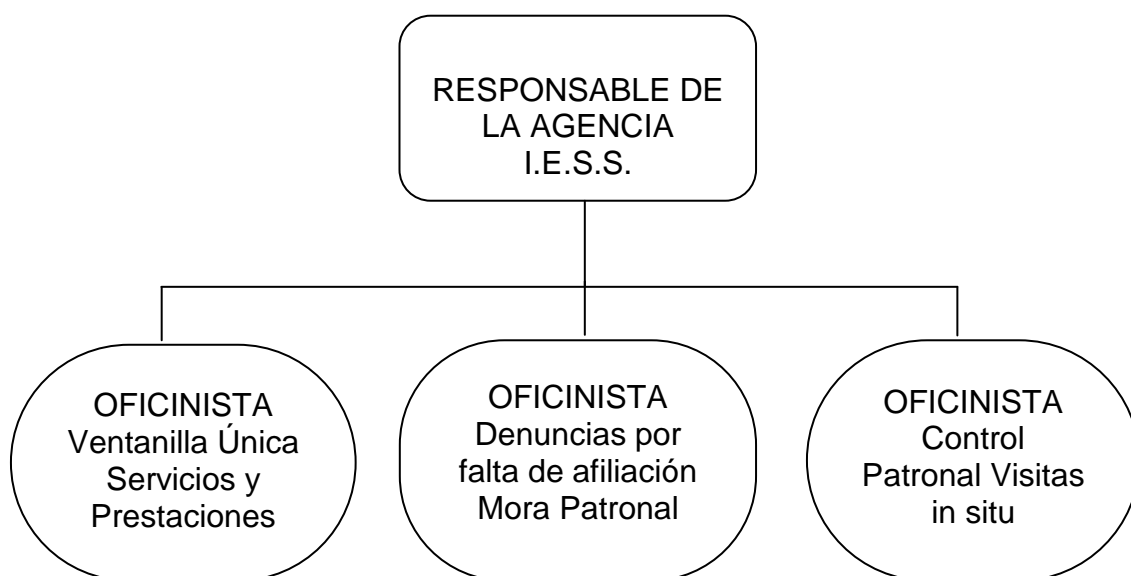 RESPONSABLE DE
LA AGENCIA
I.E.S.S.
OFICINISTA
Ventanilla Única
Servicios y
Prestaciones
OFICINISTA
Denuncias por
falta de afiliación
Mora Patronal
OFICINISTA
Control
Patronal Visitas
in situ